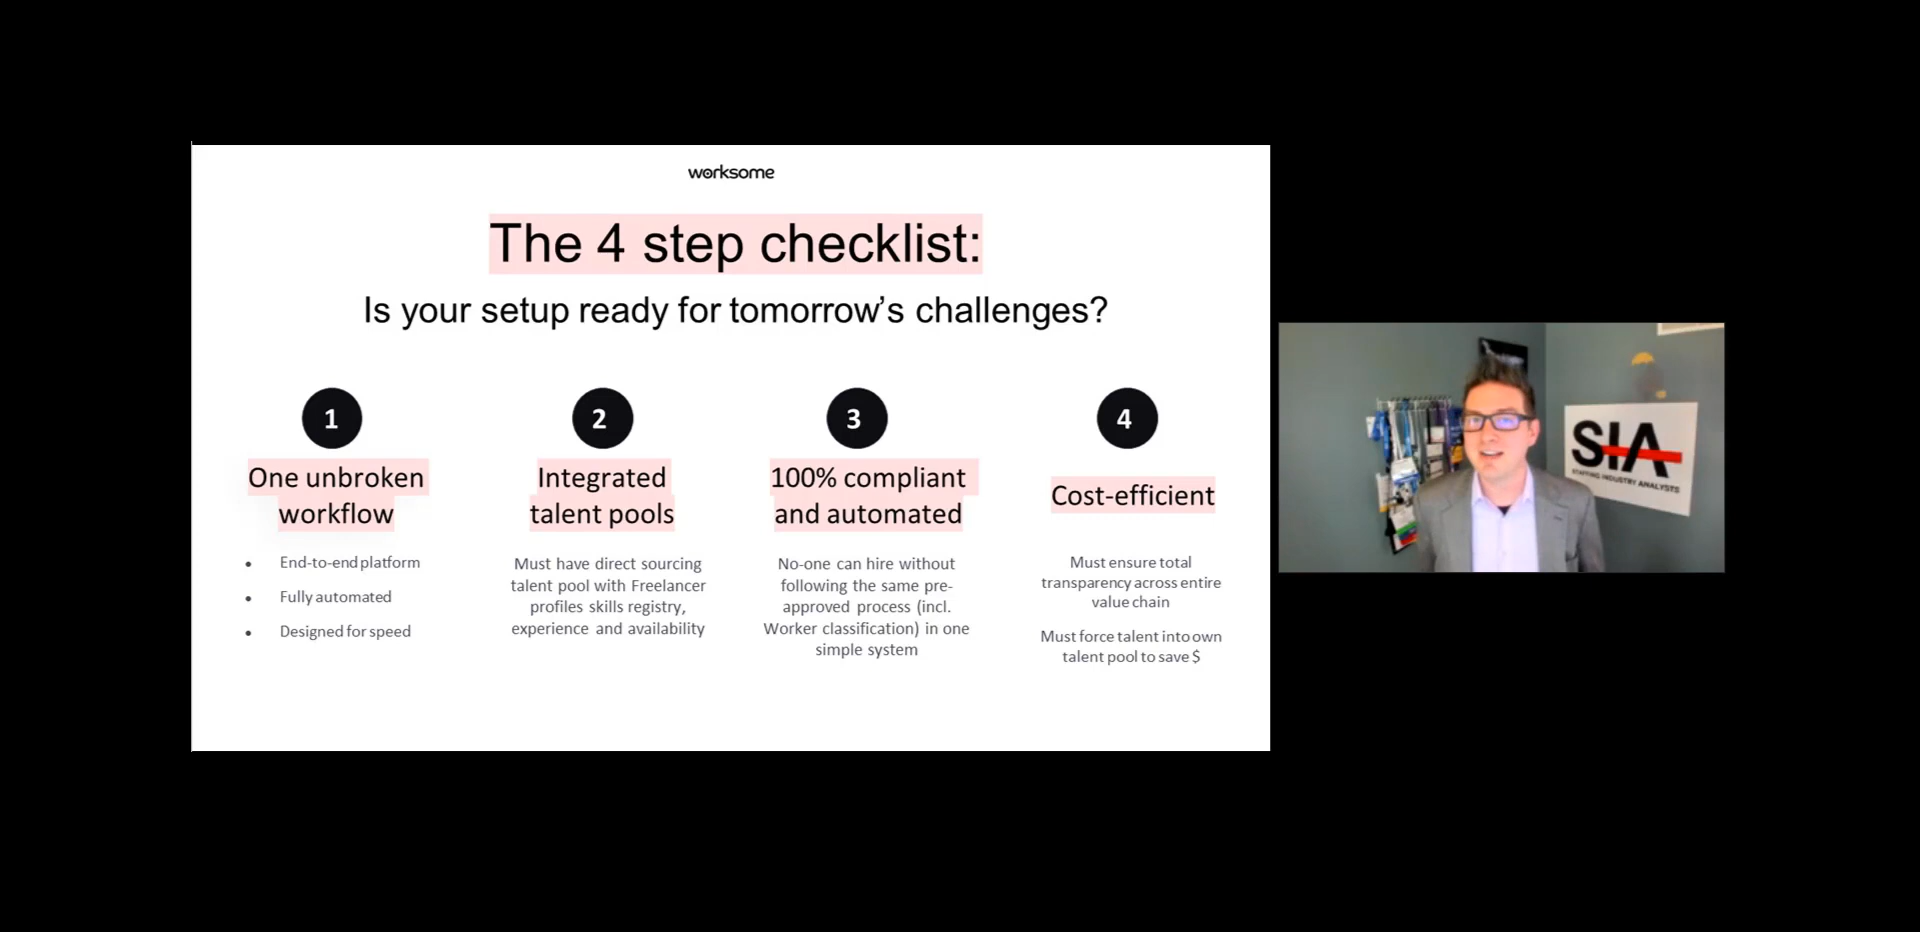 worksome
The 4 step checklist:
Is your setup ready for tomorrow’s challenges?
1
One unbroken
workflow
• End-to-end platform
• Fully automated
• Designed for speed
2
Integrated
talent pools
Must have direct sourcing
talent pool with Freelancer
profiles skills registry,
experience and availability
3
100% compliant
and automated
No-one can hire without
following the same pre-
approved process (incl.
Worker classification) in one
simple system
4
Cost-efficient
Must ensure total
transparency across entire
value chain
Must force talent into own
talent pool to save $
SIA
STAFFING INDUSTRY ANALYSTS